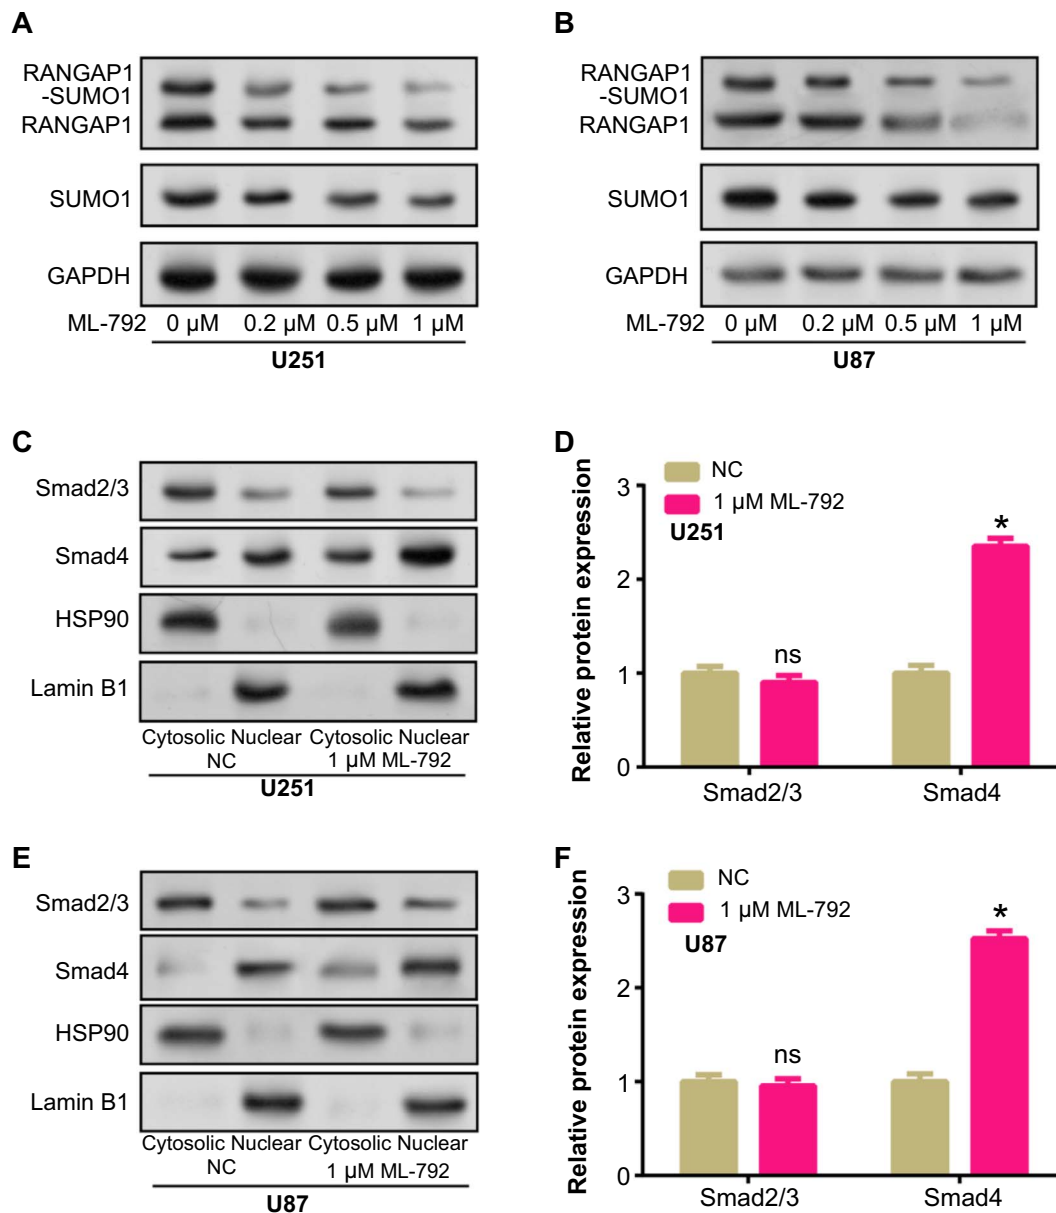 A
RANGAP1
-SUMO1
RANGAP1
SUMO1
GAPDH
ML-792 0 µM 0.2 µM 0.5 µM 1 µM
U251
B
RANGAP1
-SUMO1
RANGAP1
SUMO1
GAPDH
ML-792 0 µM 0.2 µM 0.5 µM 1 µM
U87
C
Smad2/3
Smad4
HSP90
Lamin B1
Cytosolic Nuclear Cytosolic Nuclear
NC 1 µM ML-792
U251
D
NC
1 µM ML-792
U251
Relative protein expression
3
2
1
0
ns
*
Smad2/3 Smad4
E
Smad2/3
Smad4
HSP90
Lamin B1
Cytosolic Nuclear Cytosolic Nuclear
NC 1 µM ML-792
U87
F
NC
1 µM ML-792
U87
Relative protein expression
3
2
1
0
ns
*
Smad2/3 Smad4